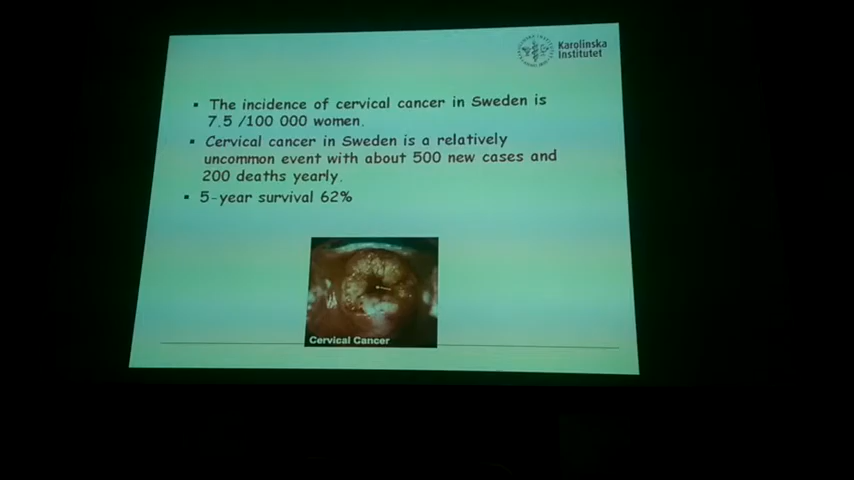 Karolinska
Institutet
▪ The incidence of cervical cancer in Sweden is
7.5 /100 000 women.
▪ Cervical cancer in Sweden is a relatively
uncommon event with about 500 new cases and
200 deaths yearly.
▪ 5-year survival 62%
Cervical Cancer